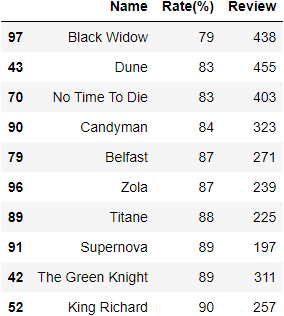 Name Rate(%) Review
97 Black Widow 79 438
43 Dune 83 455
70 No Time To Die 83 403
90 Candyman 84 323
79 Belfast 87 271
96 Zola 87 239
89 Titane 88 225
91 Supernova 89 197
42 The Green Knight 89 311
52 King Richard 90 257